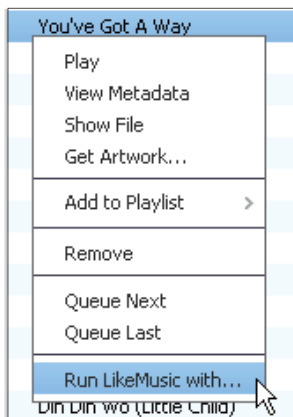 You've Got A Way
Play
View Metadata
Show File
Get Artwork...
Add to Playlist >
Remove
Queue Next
Queue Last
Run LikeMusic with...
Din Din Wo (Little Child)